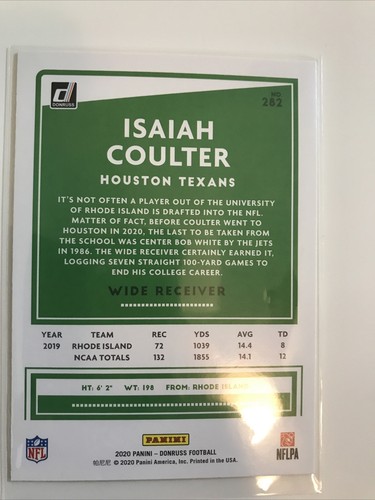 DONRUSS
NO.
282
ISAIAH
COULTER
HOUSTON TEXANS
IT'S NOT OFTEN A PLAYER OUT OF THE UNIVERSITY
OF RHODE ISLAND IS DRAFTED INTO THE NFL.
MATTER OF FACT, BEFORE COULTER WENT TO
HOUSTON IN 2020, THE LAST TO BE TAKEN FROM
THE SCHOOL WAS CENTER BOB WHITE BY THE JETS
IN 1986. THE WIDE RECEIVER CERTAINLY EARNED IT,
LOGGING SEVEN STRAIGHT 100-YARD GAMES TO
END HIS COLLEGE CAREER.
WIDE RECEIVER
YEAR TEAM REC YDS AVG TD
2019 RHODE ISLAND 72 1039 14.4 8
NCAA TOTALS 132 1855 14.1 12
HT: 6' 2" WT: 198 FROM: RHODE ISLAND
NFL
PANINI
NFLPA
2020 PANINI – DONRUSS FOOTBALL
帕尼尼 © 2020 Panini America, Inc. Printed in the USA.